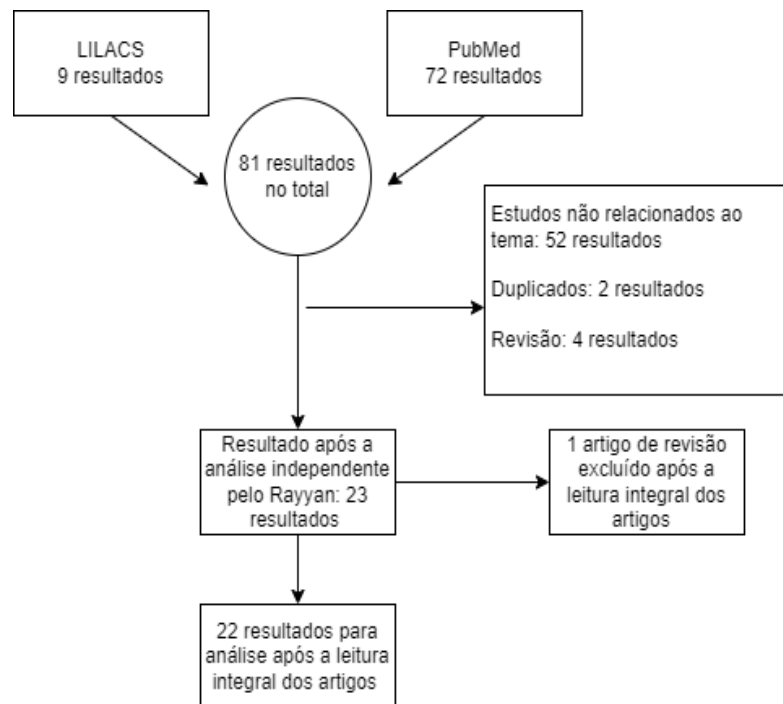 LILACS
9 resultados
PubMed
72 resultados
81 resultados
no total
Estudos não relacionados ao
tema: 52 resultados
Duplicados: 2 resultados
Revisão: 4 resultados
Resultado após a
análise independente
pelo Rayyan: 23
resultados
1 artigo de revisão
excluído após a
leitura integral dos
artigos
22 resultados para
análise após a leitura
integral dos artigos